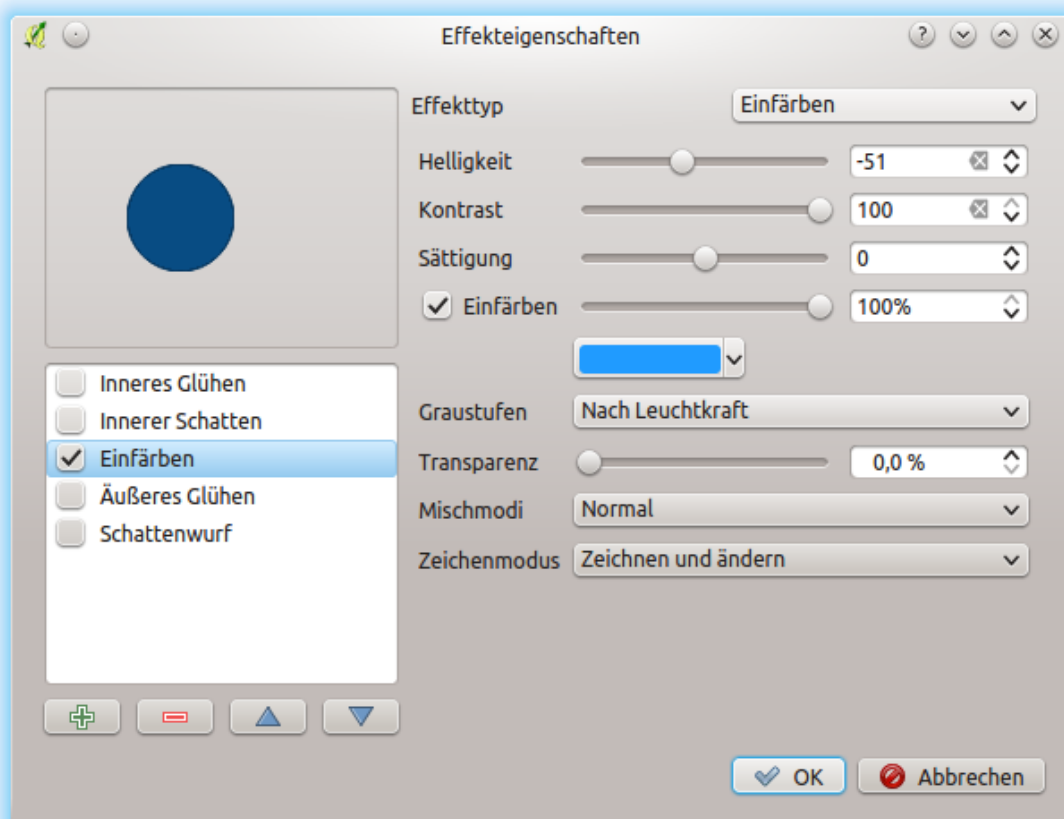 Effekteigenschaften
Effekttyp Einfärben
Helligkeit -51
Kontrast 100
Sättigung 0
Einfärben 100%
Inneres Glühen
Innerer Schatten
Einfärben
Äußeres Glühen
Schattenwurf
Graustufen Nach Leuchtkraft
Transparenz 0,0 %
Mischmodi Normal
Zeichenmodus Zeichnen und ändern
OK Abbrechen